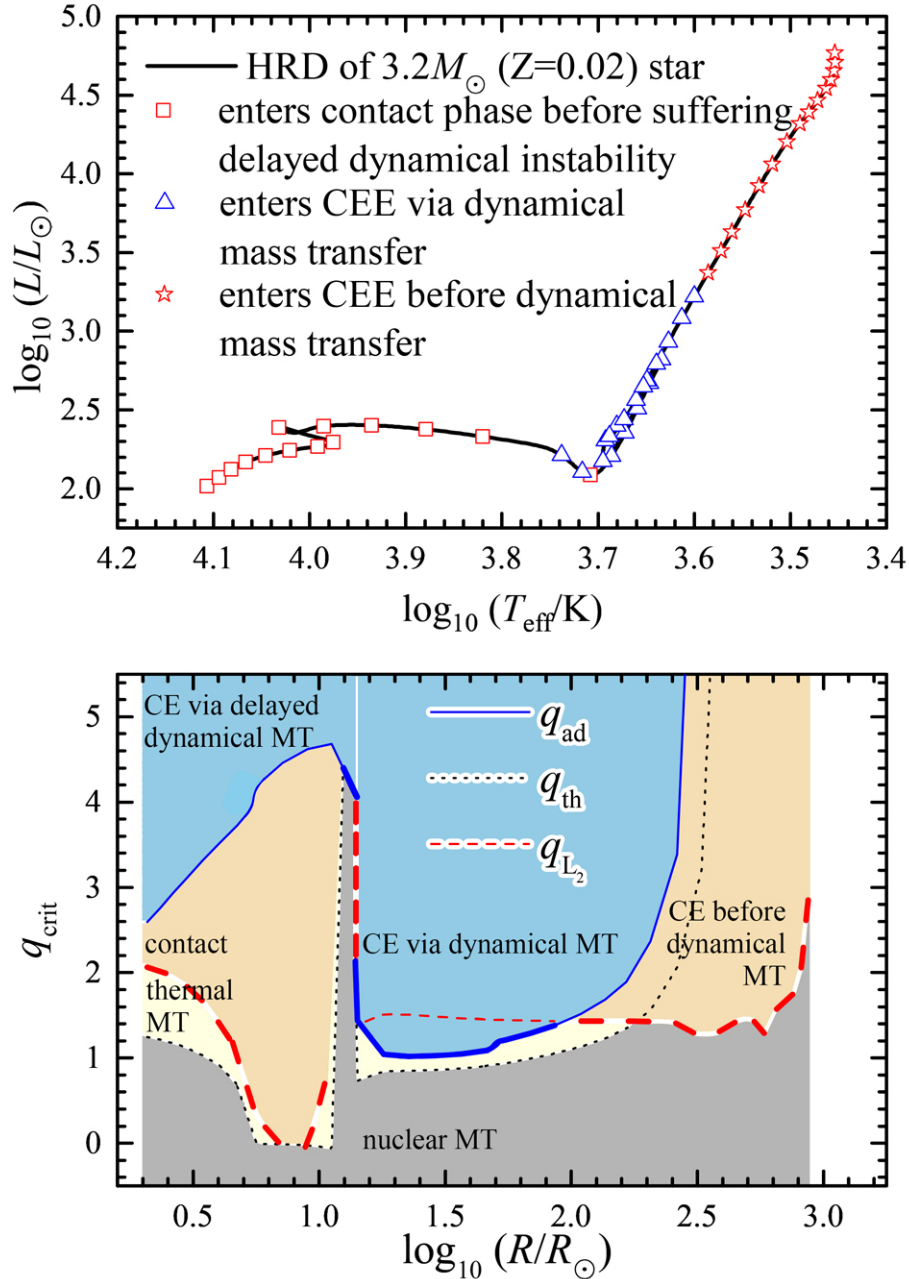 HRD of 3.2M☉ (Z=0.02) star
enters contact phase before suffering
delayed dynamical instability
enters CEE via dynamical
mass transfer
enters CEE before dynamical
mass transfer
log₁₀ (L/L☉)
5.0
4.5
4.0
3.5
3.0
2.5
2.0
4.2 4.1 4.0 3.9 3.8 3.7 3.6 3.5 3.4
log₁₀ (T_eff/K)
CE via delayed
dynamical MT
q_ad
q_th
q_L₂
contact
thermal
MT
CE via dynamical MT
CE before
dynamical
MT
nuclear MT
q_crit
5
4
3
2
1
0
0.5 1.0 1.5 2.0 2.5 3.0
log₁₀ (R/R☉)